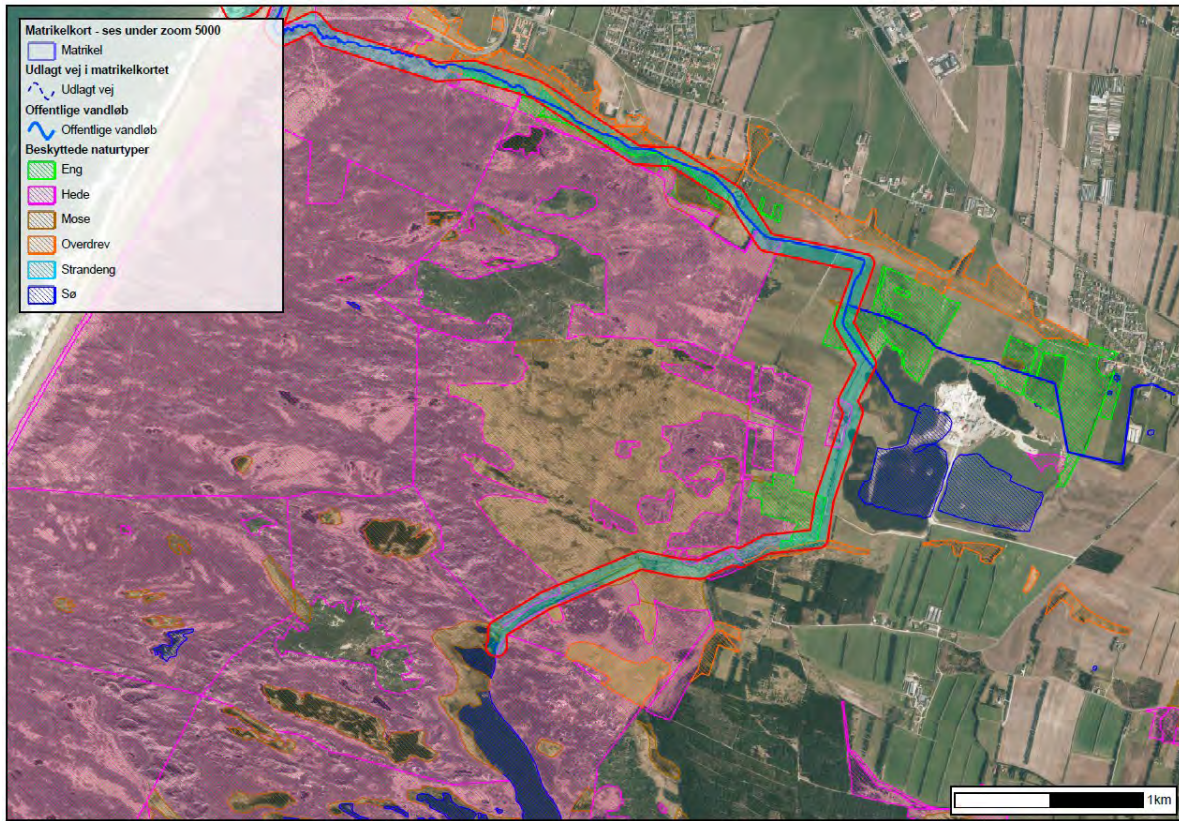 Matrikelkort - ses under zoom 5000
Matrikel
Udlagt vej i matrikelkortet
Udlagt vej
Offentlige vandløb
Offentlige vandløb
Beskyttede naturtyper
Eng
Hede
Mose
Overdrev
Strandeng
Sø
1km